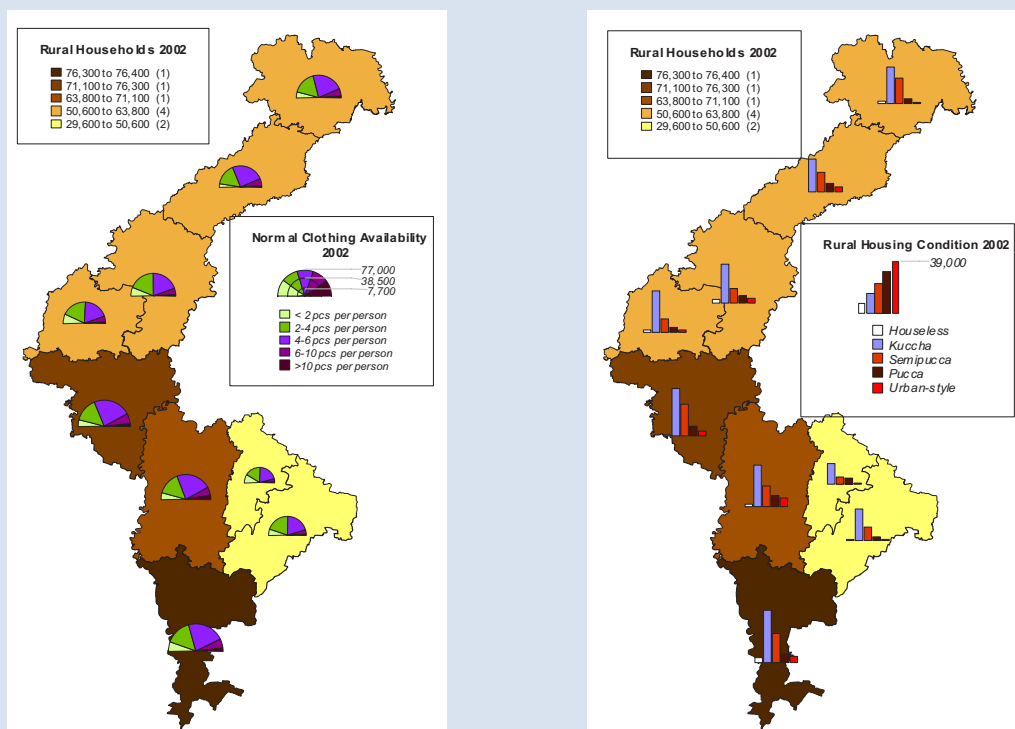 Rural Households 2002
76,300 to 76,400 (1)
71,100 to 76,300 (1)
63,800 to 71,100 (1)
50,600 to 63,800 (4)
29,600 to 50,600 (2)
Normal Clothing Availability
2002
77,000
38,500
7,700
< 2 pcs per person
2-4 pcs per person
4-6 pcs per person
6-10 pcs per person
>10 pcs per person
Rural Households 2002
76,300 to 76,400 (1)
71,100 to 76,300 (1)
63,800 to 71,100 (1)
50,600 to 63,800 (4)
29,600 to 50,600 (2)
Rural Housing Condition 2002
39,000
Houseless
Kuccha
Semipucca
Pucca
Urban-style